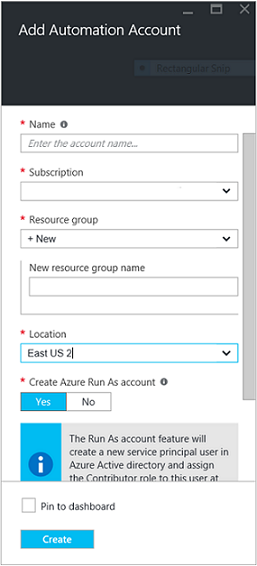 Add Automation Account
Rectangular Snip
* Name
Enter the account name...
* Subscription
* Resource group
+ New
New resource group name
* Location
East US 2
* Create Azure Run As account
Yes No
The Run As account feature will
create a new service principal user in
Azure Active directory and assign
the Contributor role to this user at
Pin to dashboard
Create